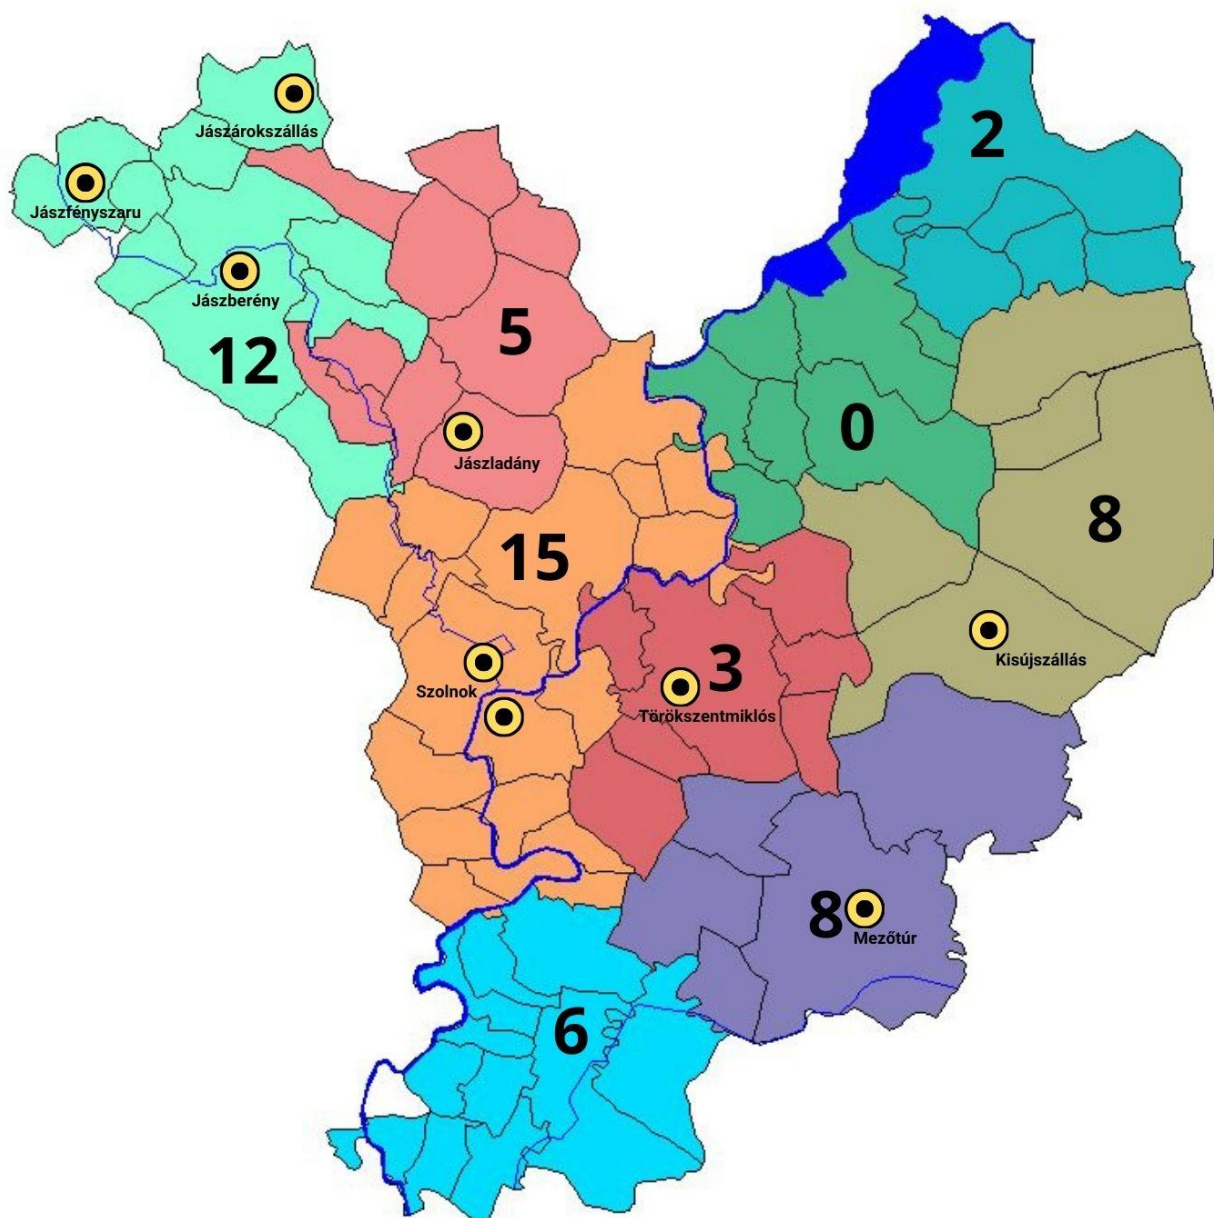 2
Jászárokszállás
Jászfényszaru
Jászberény
12
5
0
Jászladány
8
15
Kisújszállás
3
Szolnok
Törökszentmiklós
8
Mezőtúr
6